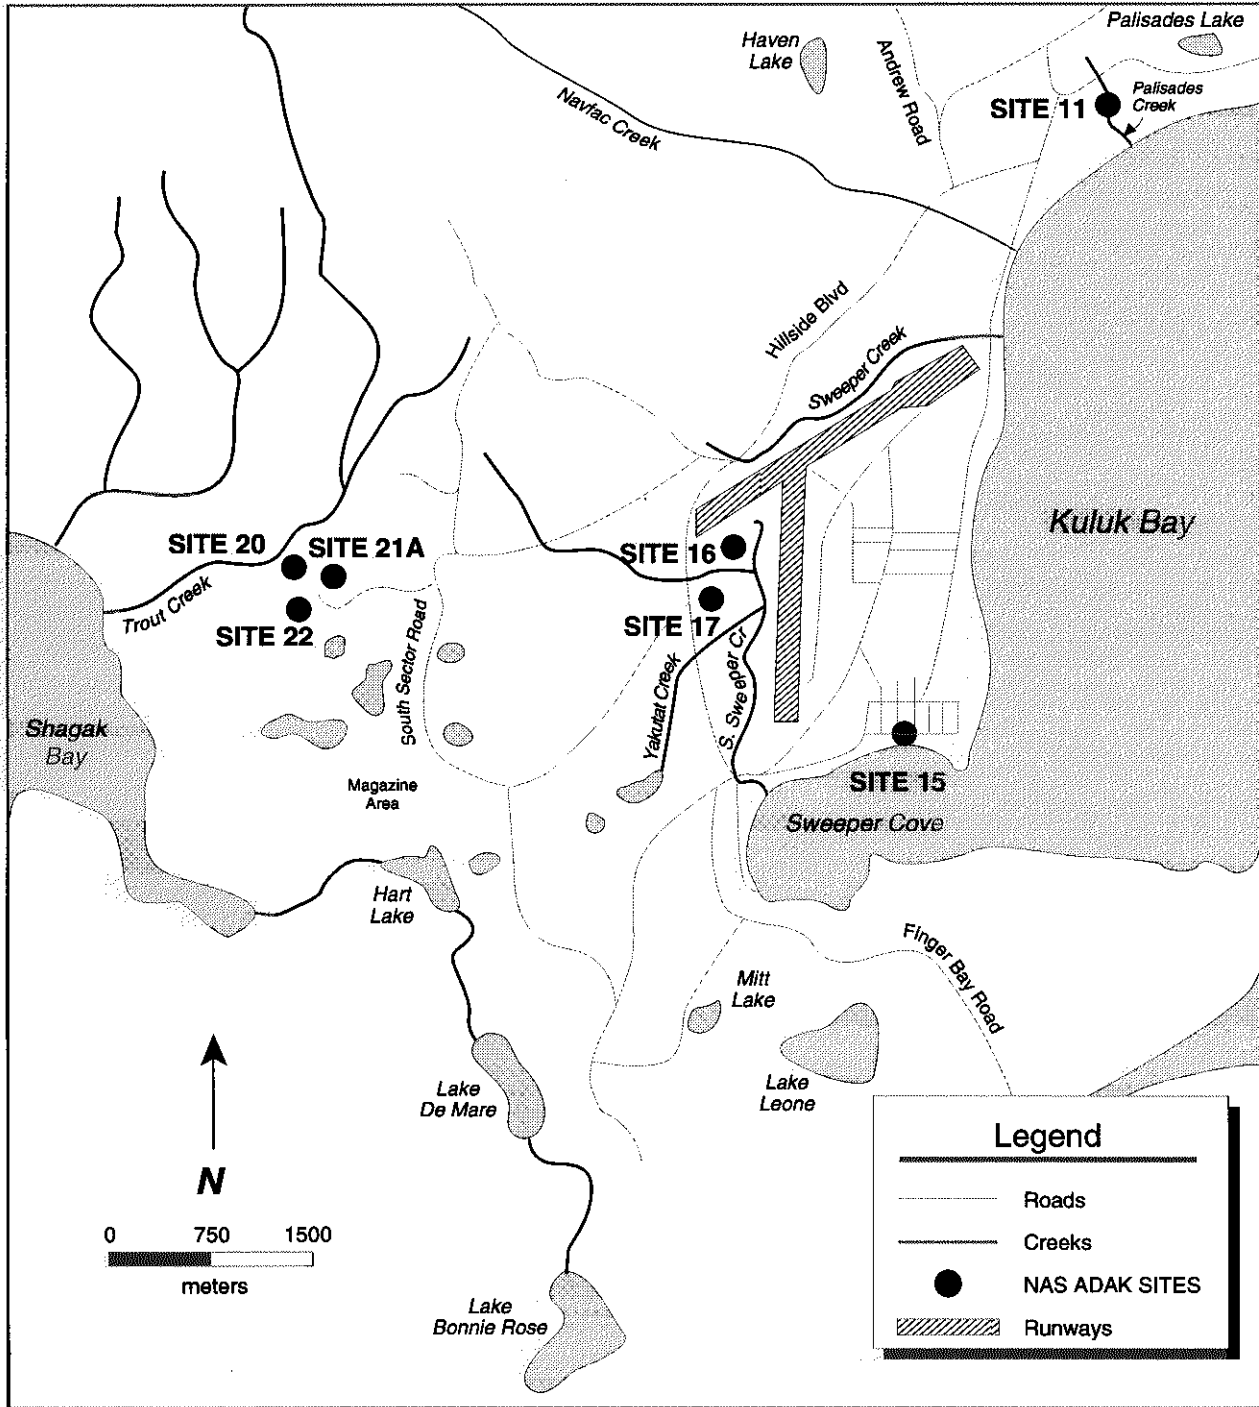 Palisades Lake
Haven
Lake
Andrew Road
SITE 11
Palisades
Creek
Navfac Creek
Hillside Blvd
Sweeper Creek
Kuluk Bay
SITE 20
SITE 21A
SITE 16
Trout Creek
SITE 22
SITE 17
South Sector Road
Yakutat Creek
S. Sweeper Cr
Shagak
Bay
Magazine
Area
SITE 15
Sweeper Cove
Hart
Lake
Finger Bay Road
Mitt
Lake
Lake
De Mare
Lake
Leone
N
0 750 1500
meters
Lake
Bonnie Rose
Legend
Roads
Creeks
NAS ADAK SITES
Runways